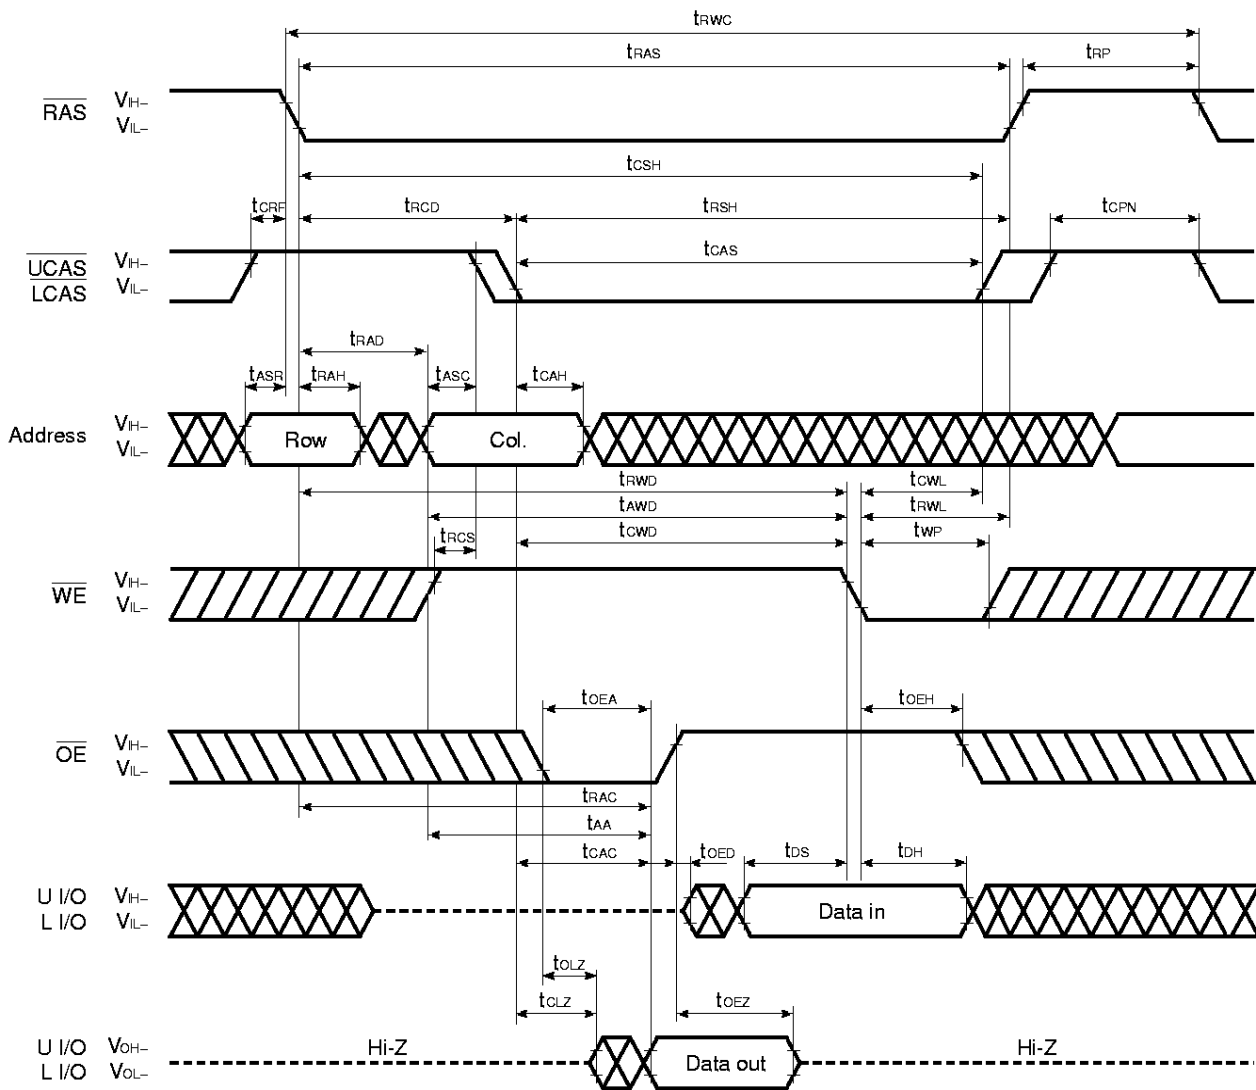 tRWC
tRAS
tRP
RAS
VIH–
VIL–
tCSH
tCRP
tRCD
tRSH
tCPN
tCAS
UCAS
LCAS
VIH–
VIL–
tRAD
tASR
tRAH
tASC
tCAH
Address
VIH–
VIL–
Row
Col.
tRWD
tCWL
tAWD
tRWL
tRCS
tCWD
tWP
WE
VIH–
VIL–
tOEA
tOEH
OE
VIH–
VIL–
tRAC
tAA
tCAC
tOED
tDS
tDH
U I/O
L I/O
VIH–
VIL–
Data in
tOLZ
tCLZ
tOEZ
U I/O
L I/O
VOH–
VOL–
Hi-Z
Data out
Hi-Z